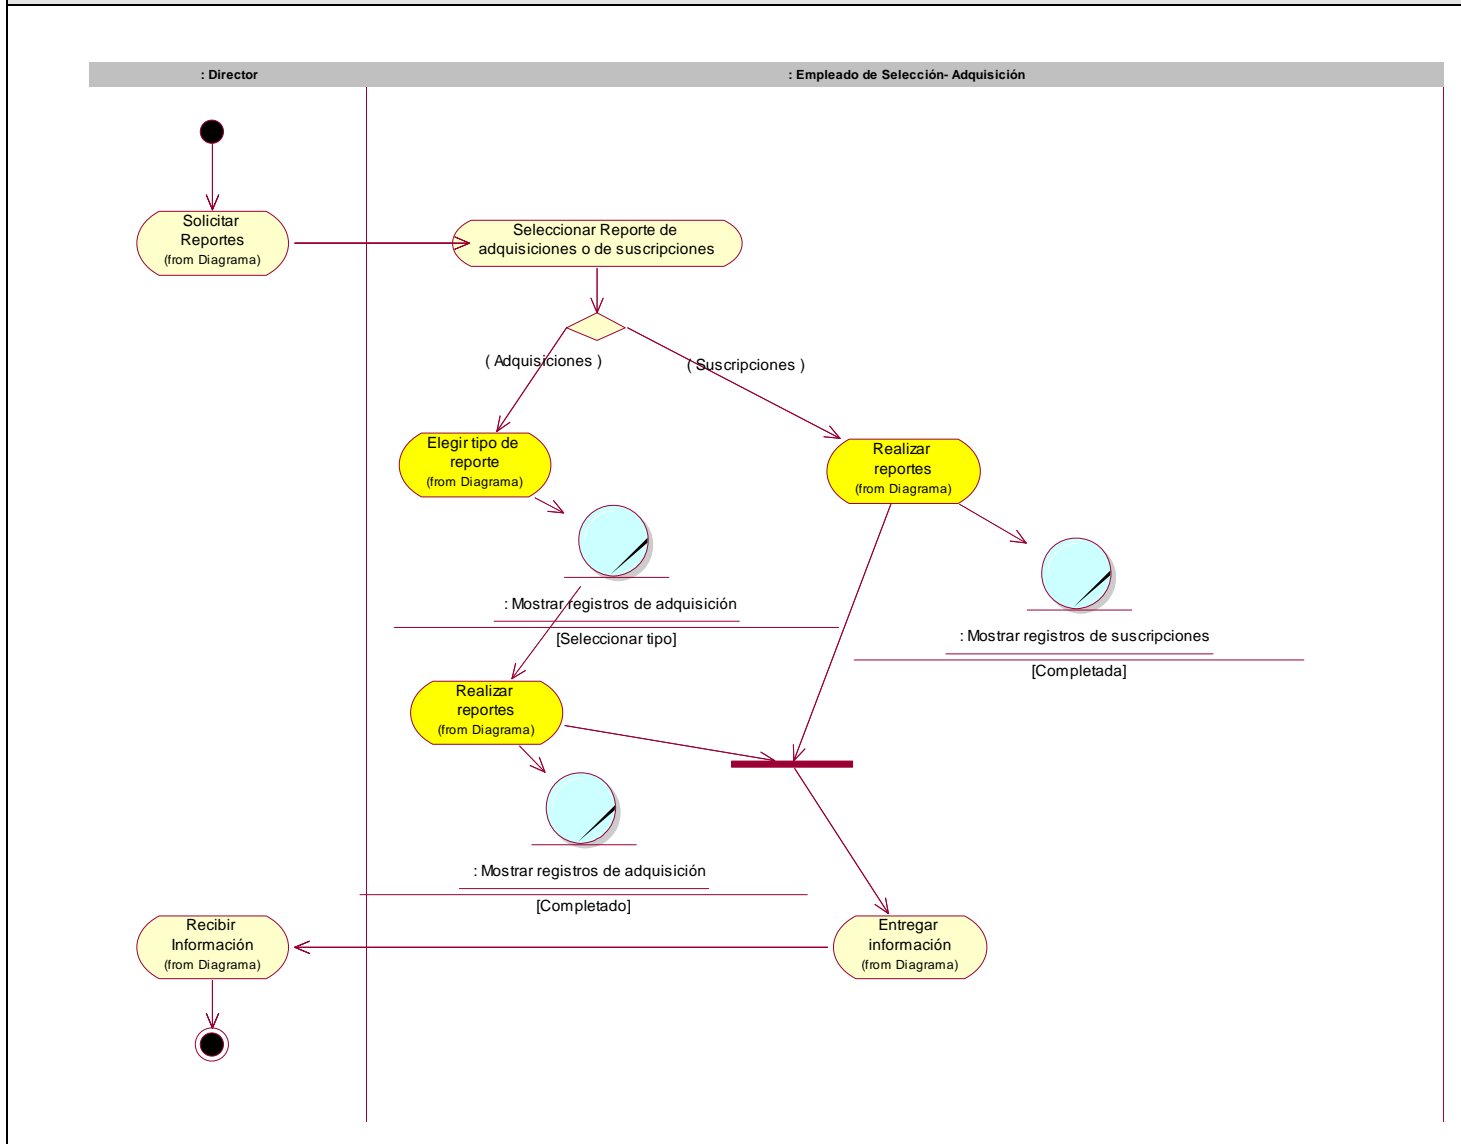 : Director
: Empleado de Selección- Adquisición
Solicitar
Reportes
(from Diagrama)
Seleccionar Reporte de
adquisiciones o de suscripciones
( Adquisiciones )
( Suscripciones )
Elegir tipo de
reporte
(from Diagrama)
Realizar
reportes
(from Diagrama)
: Mostrar registros de adquisición
[Seleccionar tipo]
: Mostrar registros de suscripciones
[Completada]
Realizar
reportes
(from Diagrama)
: Mostrar registros de adquisición
[Completado]
Recibir
Información
(from Diagrama)
Entregar
información
(from Diagrama)